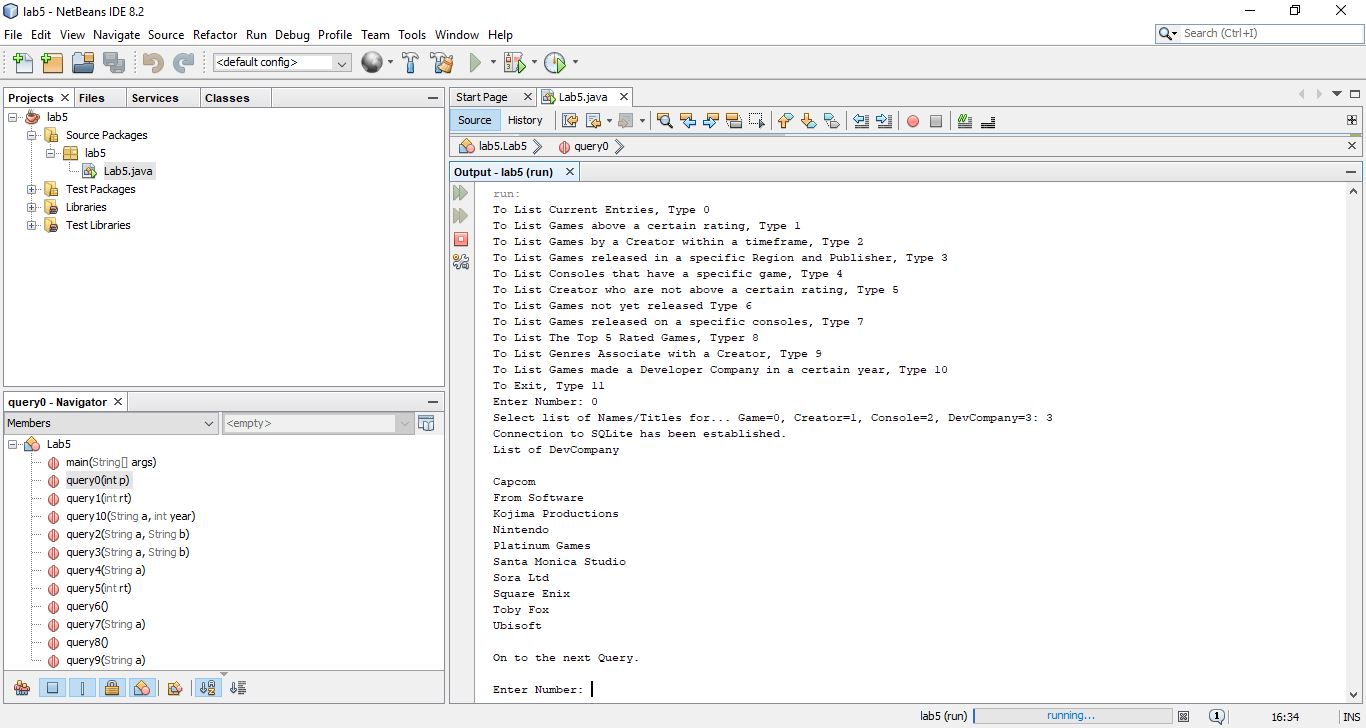 lab5 - NetBeans IDE 8.2
File Edit View Navigate Source Refactor Run Debug Profile Team Tools Window Help
Search (Ctrl+I)
<default config>
Projects Files Services Classes
lab5
Source Packages
lab5
Lab5.java
Test Packages
Libraries
Test Libraries
query0 - Navigator
Members <empty>
Lab5
main(String[] args)
query0(int p)
query1(int rt)
query10(String a, int year)
query2(String a, String b)
query3(String a, String b)
query4(String a)
query5(int rt)
query6()
query7(String a)
query8()
query9(String a)
Start Page Lab5.java
Source History
lab5.Lab5 query0
Output - lab5 (run)
run:
To List Current Entries, Type 0
To List Games above a certain rating, Type 1
To List Games by a Creator within a timeframe, Type 2
To List Games released in a specific Region and Publisher, Type 3
To List Consoles that have a specific game, Type 4
To List Creator who are not above a certain rating, Type 5
To List Games not yet released Type 6
To List Games released on a specific consoles, Type 7
To List The Top 5 Rated Games, Typer 8
To List Genres Associate with a Creator, Type 9
To List Games made a Developer Company in a certain year, Type 10
To Exit, Type 11
Enter Number: 0
Select list of Names/Titles for... Game=0, Creator=1, Console=2, DevCompany=3: 3
Connection to SQLite has been established.
List of DevCompany
Capcom
From Software
Kojima Productions
Nintendo
Platinum Games
Santa Monica Studio
Sora Ltd
Square Enix
Toby Fox
Ubisoft
On to the next Query.
Enter Number:
lab5 (run) running... 1 16:34 INS